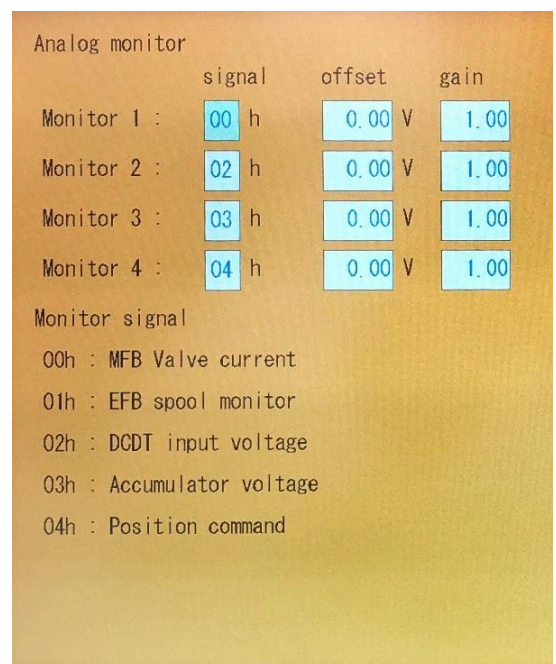 Analog monitor
signal offset gain
Monitor 1 : 00 h 0.00 V 1.00
Monitor 2 : 02 h 0.00 V 1.00
Monitor 3 : 03 h 0.00 V 1.00
Monitor 4 : 04 h 0.00 V 1.00
Monitor signal
00h : MFB Valve current
01h : EFB spool monitor
02h : DCDT input voltage
03h : Accumulator voltage
04h : Position command